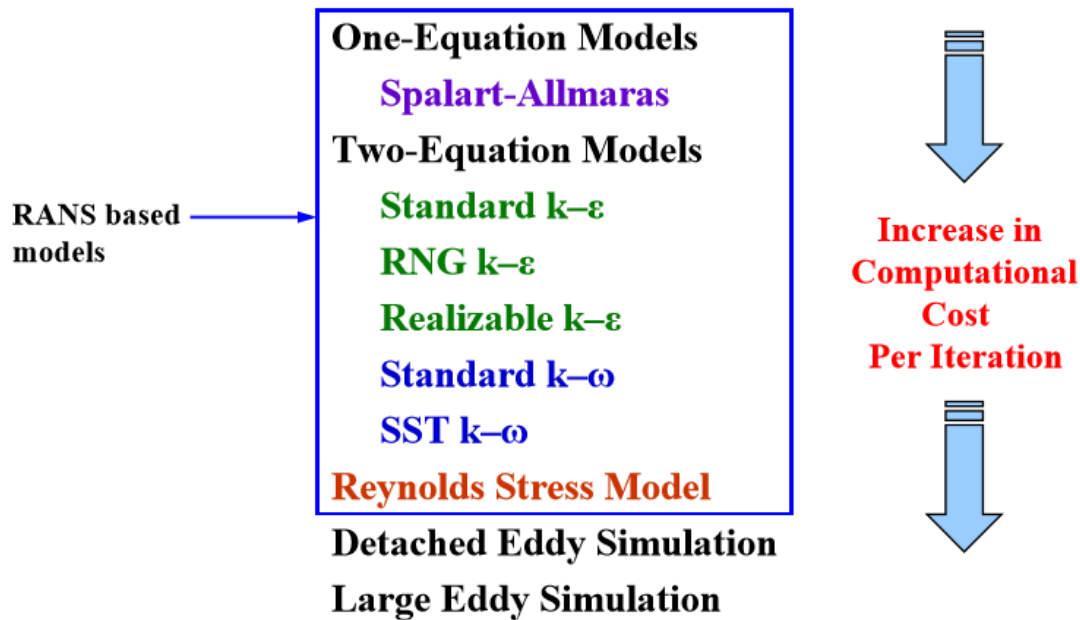 One-Equation Models
Spalart-Allmaras
Two-Equation Models
Standard k–ε
RNG k–ε
Realizable k–ε
Standard k–ω
SST k–ω
Reynolds Stress Model
Detached Eddy Simulation
Large Eddy Simulation
RANS based
models
Increase in
Computational
Cost
Per Iteration